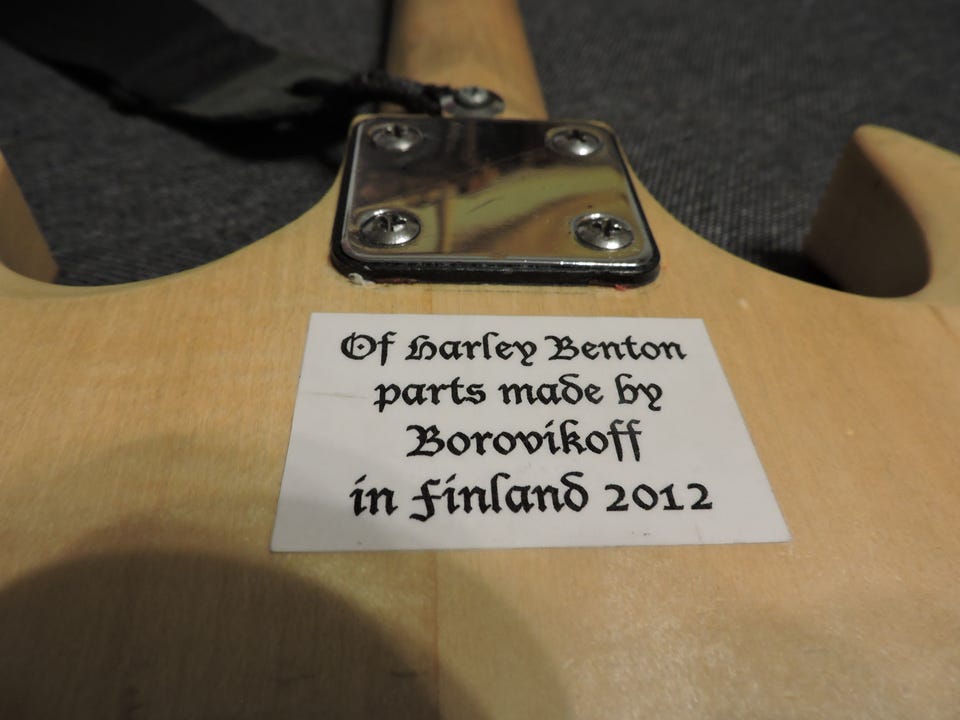 Of Harley Benton
parts made by
Borovikoff
in Finland 2012